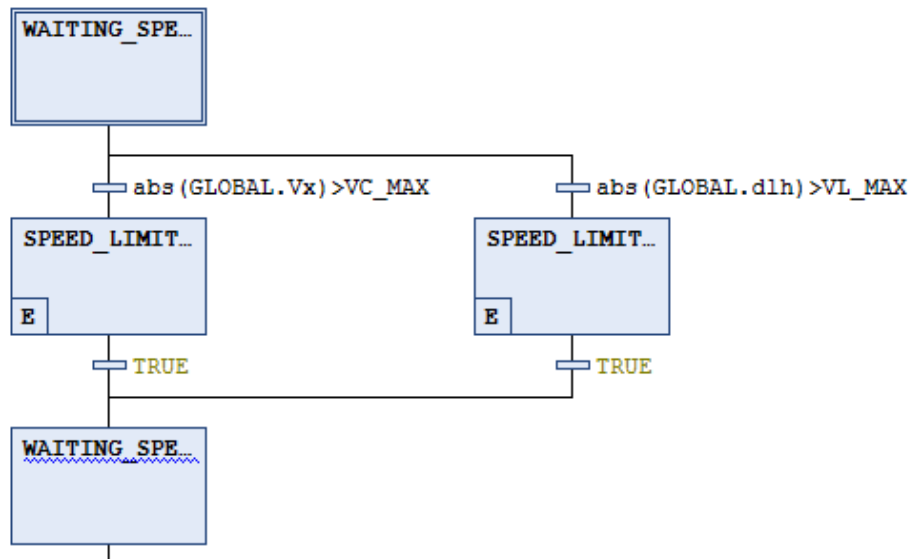 WAITING_SPE...
abs(GLOBAL.Vx)>VC_MAX
abs(GLOBAL.dlh)>VL_MAX
SPEED_LIMIT...
SPEED_LIMIT...
E
E
TRUE
TRUE
WAITING_SPE...